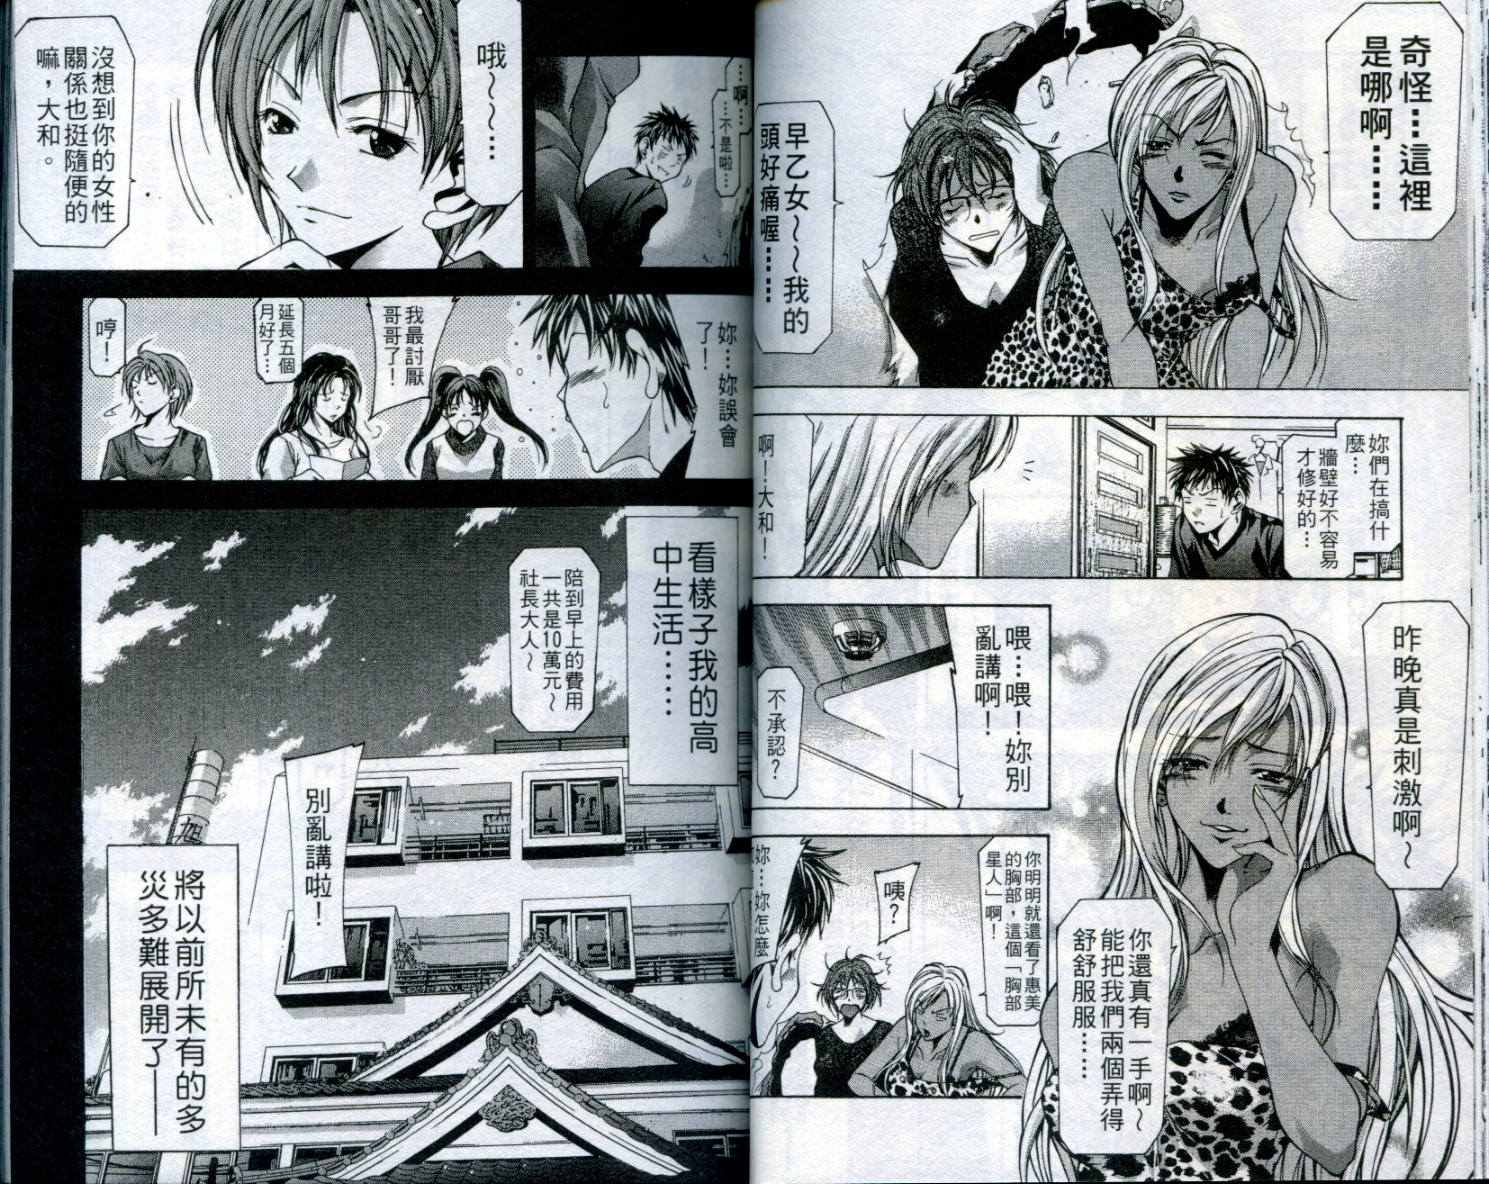 奇怪…這裡
是哪啊……
早乙女～～我的
頭好痛喔……
妳們在搞什
麼…
牆壁好不容易
才修好的…
啊！大和！
昨晚真是刺激啊～
你還真有一手啊～
能把我們兩個弄得
舒舒服服……
喂…喂！妳別
亂講啊！
不承認？
你明明就還看了惠美
的胸部，這個「胸部
星人」啊！
咦？
妳…妳怎麼
…啊…
…不是啦…
哦～～…
沒想到你的女性
關係也挺隨便的
嘛，大和。
妳…妳誤會
了！
我最討厭
哥哥了！
延長五個
月好了…
哼！
看樣子我的高
中生活……
陪到早上的費用
一共是10萬元～
社長大人～
別亂講啦！
將以前所未有的多
災多難展開了——